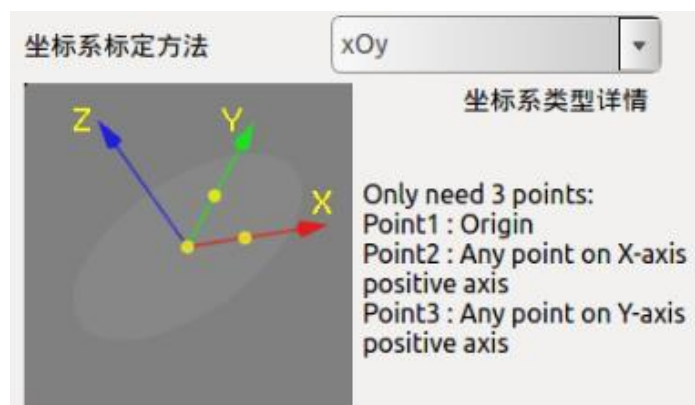 坐标系标定方法
xOy
坐标系类型详情
Z
Y
X
Only need 3 points:
Point1 : Origin
Point2 : Any point on X-axis
positive axis
Point3 : Any point on Y-axis
positive axis